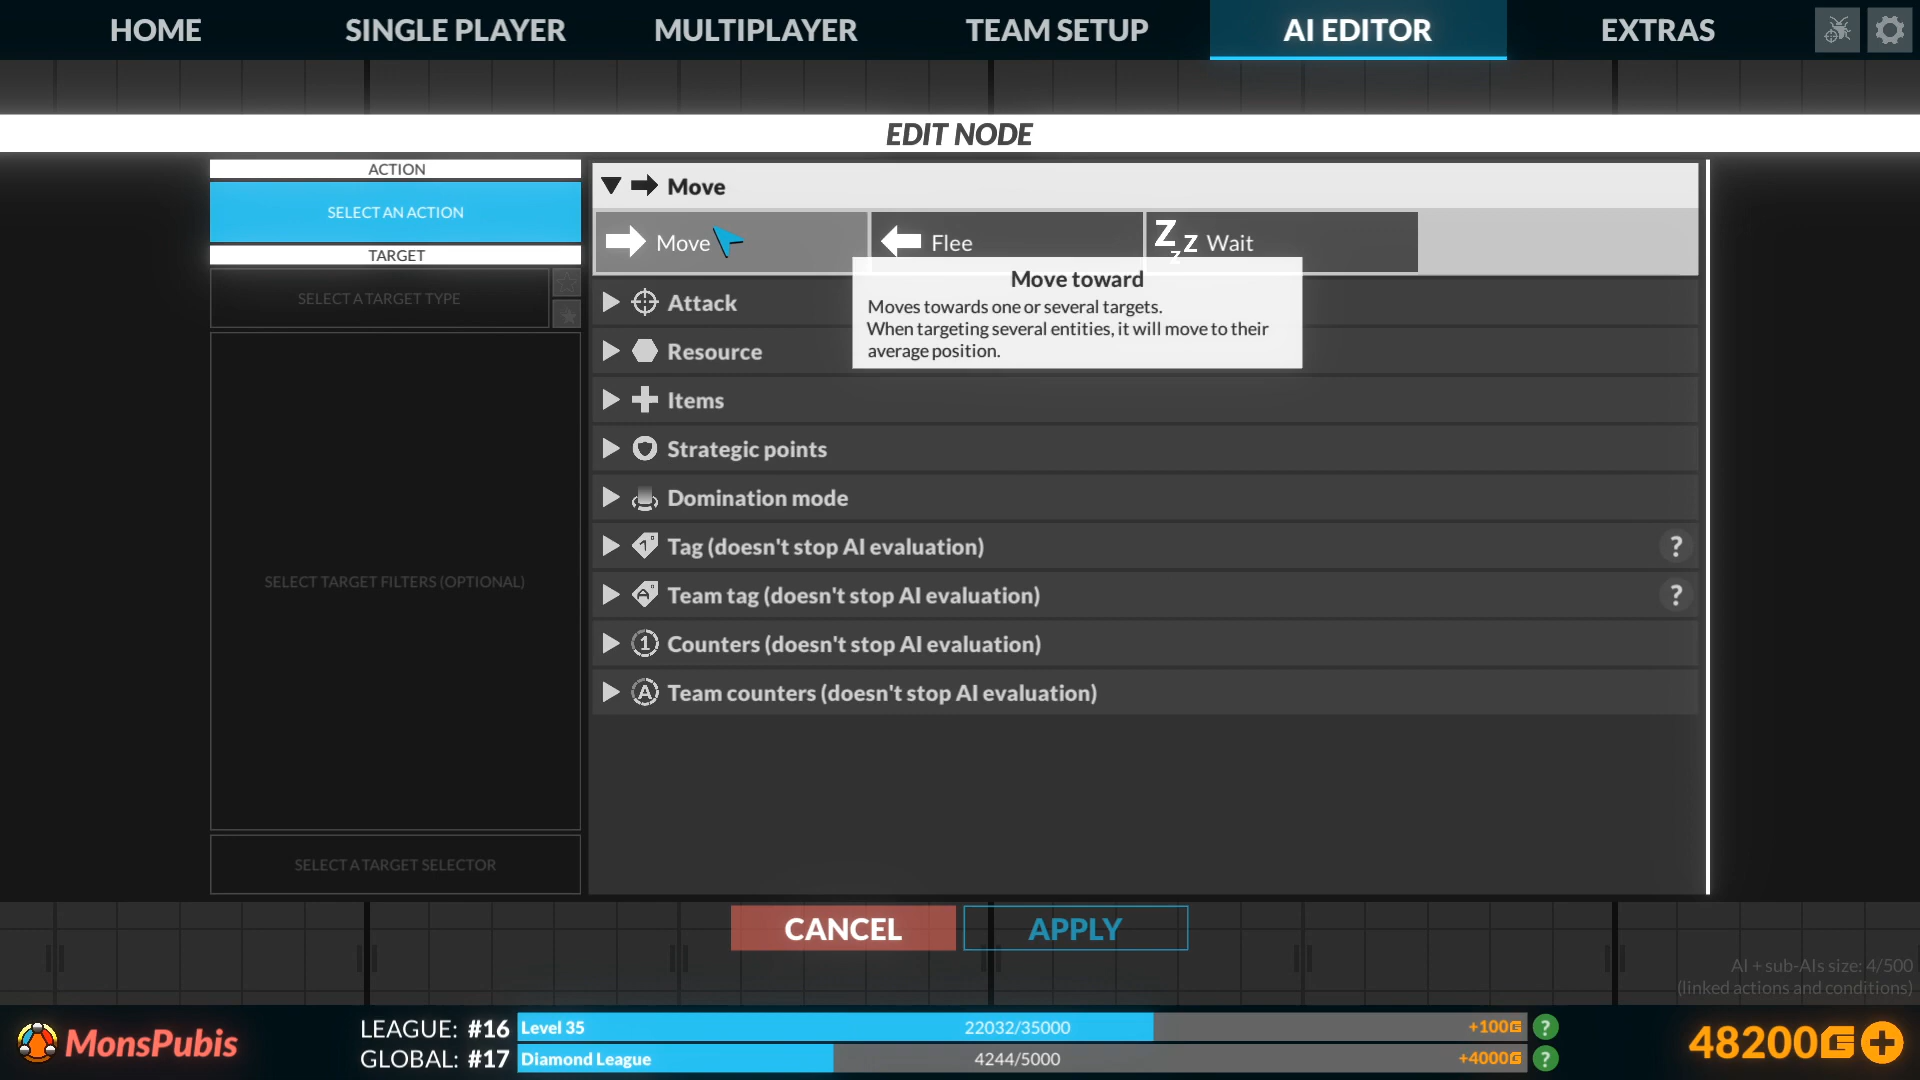 HOME
SINGLE PLAYER
MULTIPLAYER
TEAM SETUP
AI EDITOR
EXTRAS
EDIT NODE
ACTION
SELECT AN ACTION
TARGET
SELECT A TARGET TYPE
SELECT TARGET FILTERS (OPTIONAL)
SELECT A TARGET SELECTOR
Move
Move
Flee
Z Z Z Wait
Move toward
Moves towards one or several targets.
When targeting several entities, it will move to their
average position.
Attack
Resource
Items
Strategic points
Domination mode
1 Tag (doesn't stop AI evaluation) ?
A Team tag (doesn't stop AI evaluation) ?
1 Counters (doesn't stop AI evaluation)
A Team counters (doesn't stop AI evaluation)
CANCEL
APPLY
AI + sub-AIs size: 4/500
(linked actions and conditions)
MonsPubis
LEAGUE: #16 Level 35 22032/35000 +100G ?
GLOBAL: #17 Diamond League 4244/5000 +4000G ?
48200G